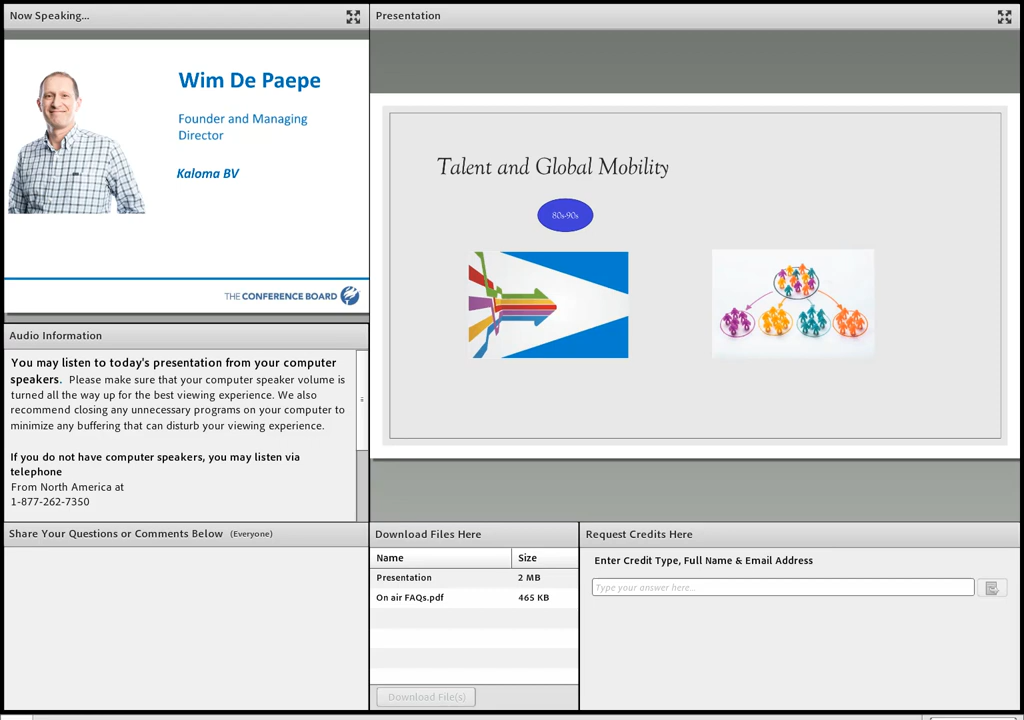 Now Speaking...
Wim De Paepe
Founder and Managing
Director
Kaloma BV
THE CONFERENCE BOARD
Audio Information
You may listen to today's presentation from your computer
speakers. Please make sure that your computer speaker volume is
turned all the way up for the best viewing experience. We also
recommend closing any unnecessary programs on your computer to
minimize any buffering that can disturb your viewing experience.
If you do not have computer speakers, you may listen via
telephone
From North America at
1-877-262-7350
Share Your Questions or Comments Below (Everyone)
Presentation
Talent and Global Mobility
80s-90s
Download Files Here
Name Size
Presentation 2 MB
On air FAQs.pdf 465 KB
Download File(s)
Request Credits Here
Enter Credit Type, Full Name & Email Address
Type your answer here...